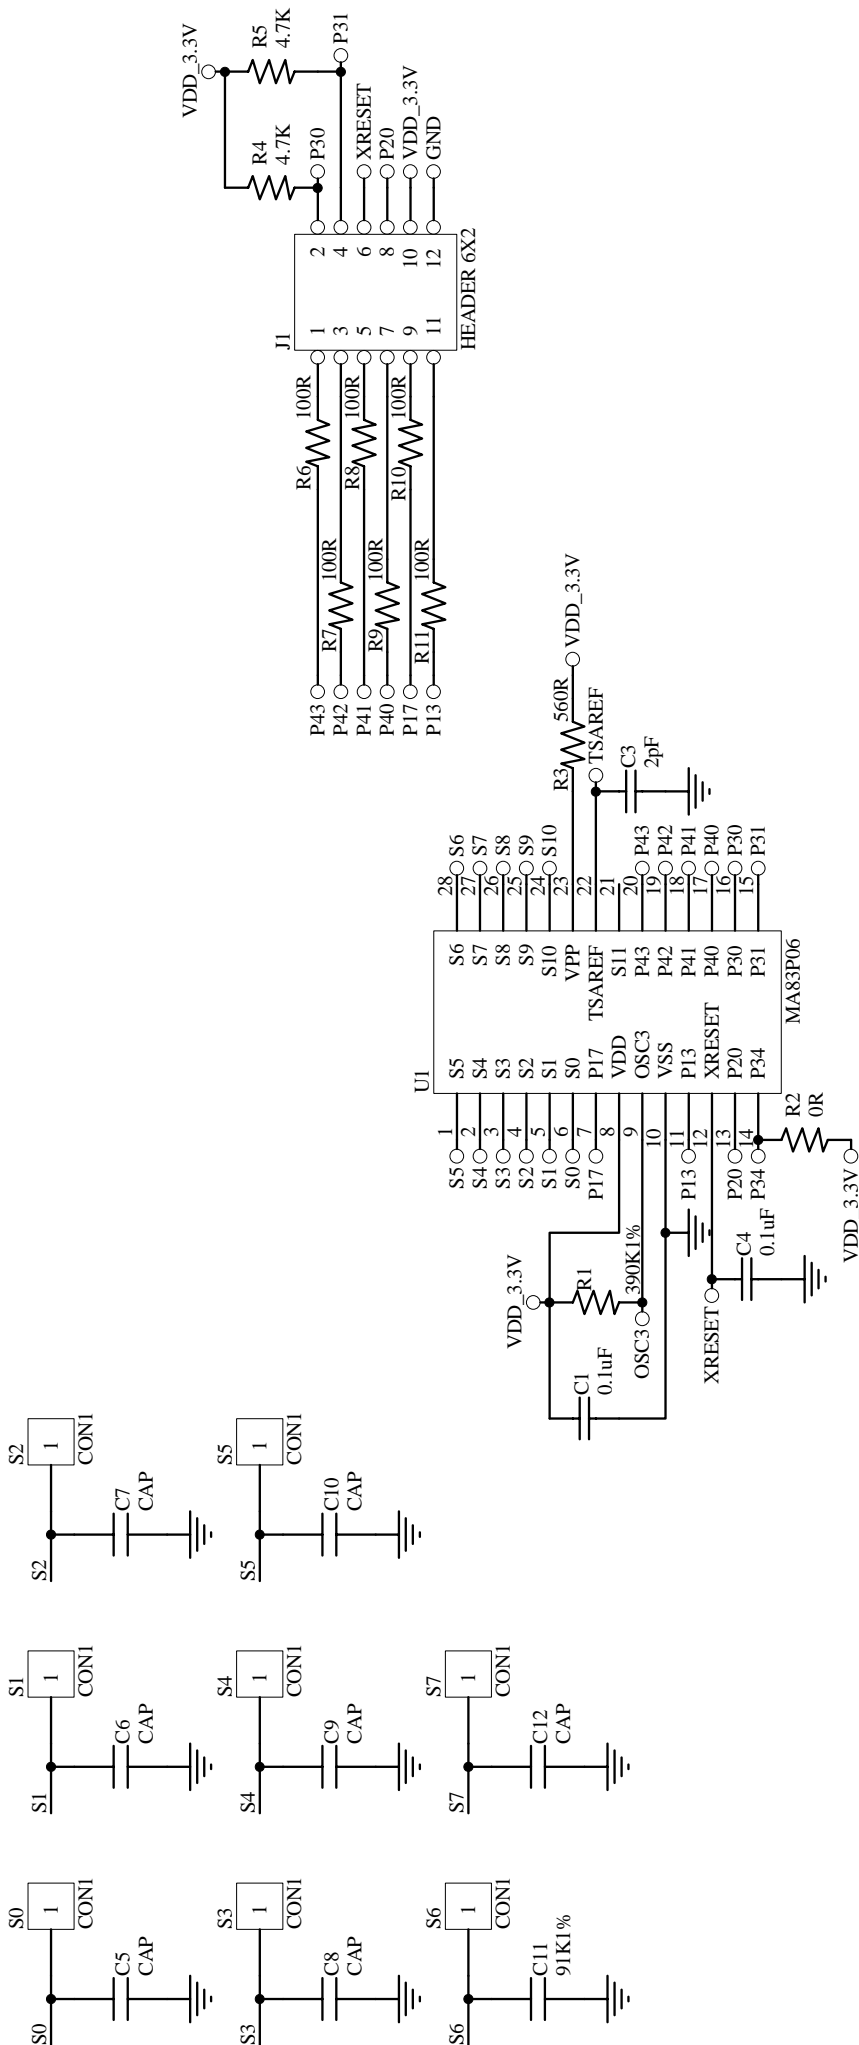 S0
S0
1
CON1
C5
CAP
S1
S1
1
CON1
C6
CAP
S2
S2
1
CON1
C7
CAP
S3
S3
1
CON1
C8
CAP
S4
S4
1
CON1
C9
CAP
S5
S5
1
CON1
C10
CAP
S6
S6
1
CON1
C11
91K1%
S7
S7
1
CON1
C12
CAP
VDD_3.3V
C1
0.1uF
R1
390K1%
OSC3
XRESET
C4
0.1uF
VDD_3.3V
R2
0R
U1
S5 1 S5
S4 2 S4
S3 3 S3
S2 4 S2
S1 5 S1
S0 6 S0
P17 7 P17
8 VDD
9 OSC3
10 VSS
P13 11 P13
12 XRESET
P20 13 P20
P34 14 P34
S6 28 S6
S7 27 S7
S8 26 S8
S9 25 S9
S10 24 S10
VPP 23
TSAREF 22
S11 21
P43 20 P43
P42 19 P42
P41 18 P41
P40 17 P40
P30 16 P30
P31 15 P31
MA83P06
R3
560R
VDD_3.3V
TSAREF
C3
2pF
P43 R6 100R
P42 R7 100R
P41 R8 100R
P40 R9 100R
P17 R10 100R
P13 R11 100R
J1
1 2
3 4
5 6
7 8
9 10
11 12
HEADER 6X2
P30
P31
XRESET
P20
VDD_3.3V
GND
VDD_3.3V
R4
4.7K
R5
4.7K